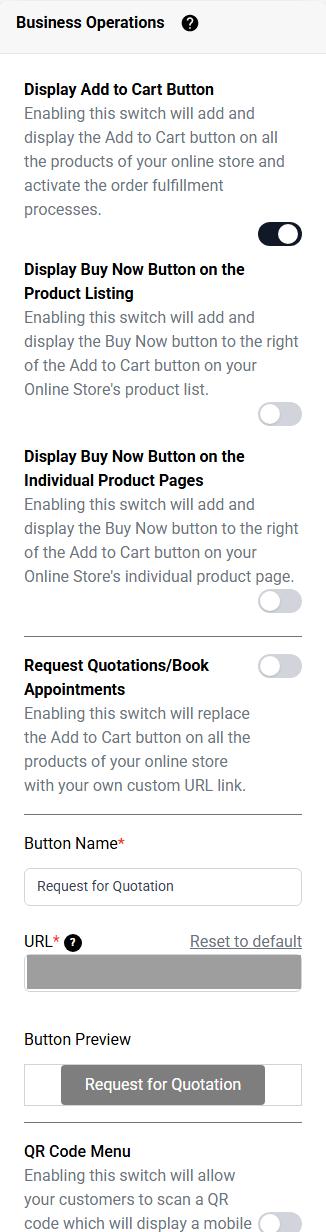 Business Operations ?
Display Add to Cart Button
Enabling this switch will add and
display the Add to Cart button on all
the products of your online store and
activate the order fulfillment
processes.
Display Buy Now Button on the
Product Listing
Enabling this switch will add and
display the Buy Now button to the right
of the Add to Cart button on your
Online Store's product list.
Display Buy Now Button on the
Individual Product Pages
Enabling this switch will add and
display the Buy Now button to the right
of the Add to Cart button on your
Online Store's individual product page.
Request Quotations/Book
Appointments
Enabling this switch will replace
the Add to Cart button on all the
products of your online store
with your own custom URL link.
Button Name*
Request for Quotation
URL* ? Reset to default
Button Preview
Request for Quotation
QR Code Menu
Enabling this switch will allow
your customers to scan a QR
code which will display a mobile